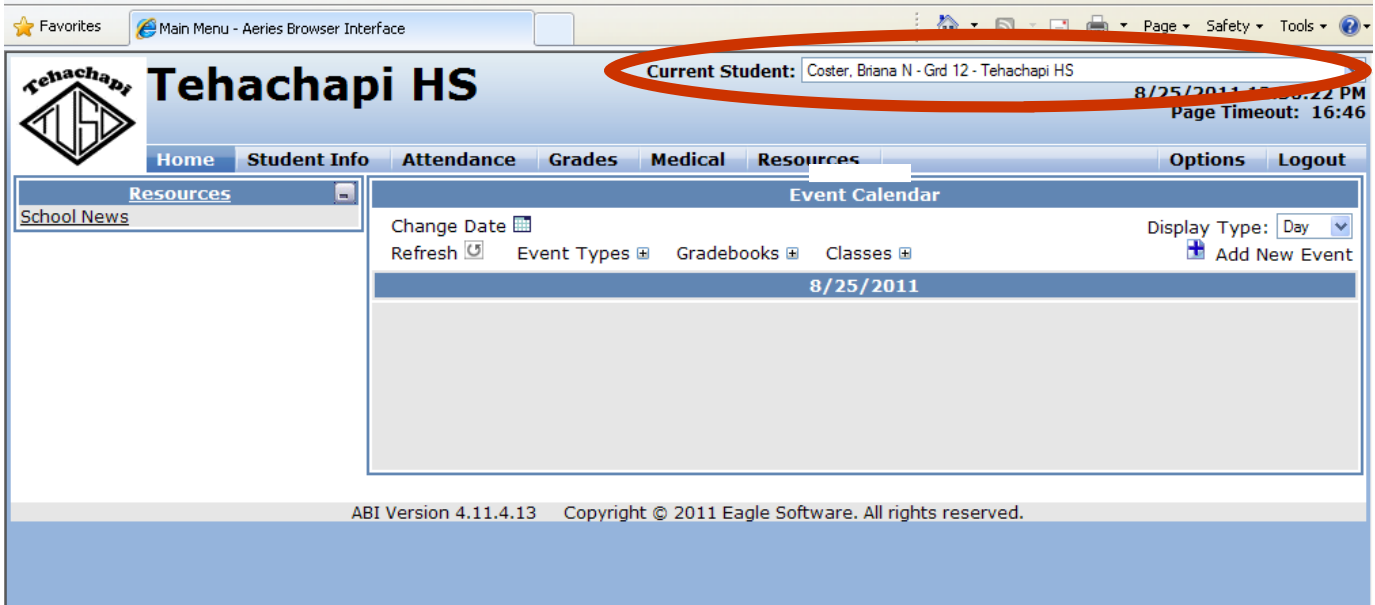 Favorites Main Menu - Aeries Browser Interface Page Safety Tools
Tehachapi TUSD
Tehachapi HS
Current Student: Coster, Briana N - Grd 12 - Tehachapi HS
8/25/2011 PM
Page Timeout: 16:46
Home Student Info Attendance Grades Medical Resources Options Logout
Resources
School News
Event Calendar
Change Date Display Type: Day
Refresh Event Types Gradebooks Classes Add New Event
8/25/2011
ABI Version 4.11.4.13 Copyright © 2011 Eagle Software. All rights reserved.